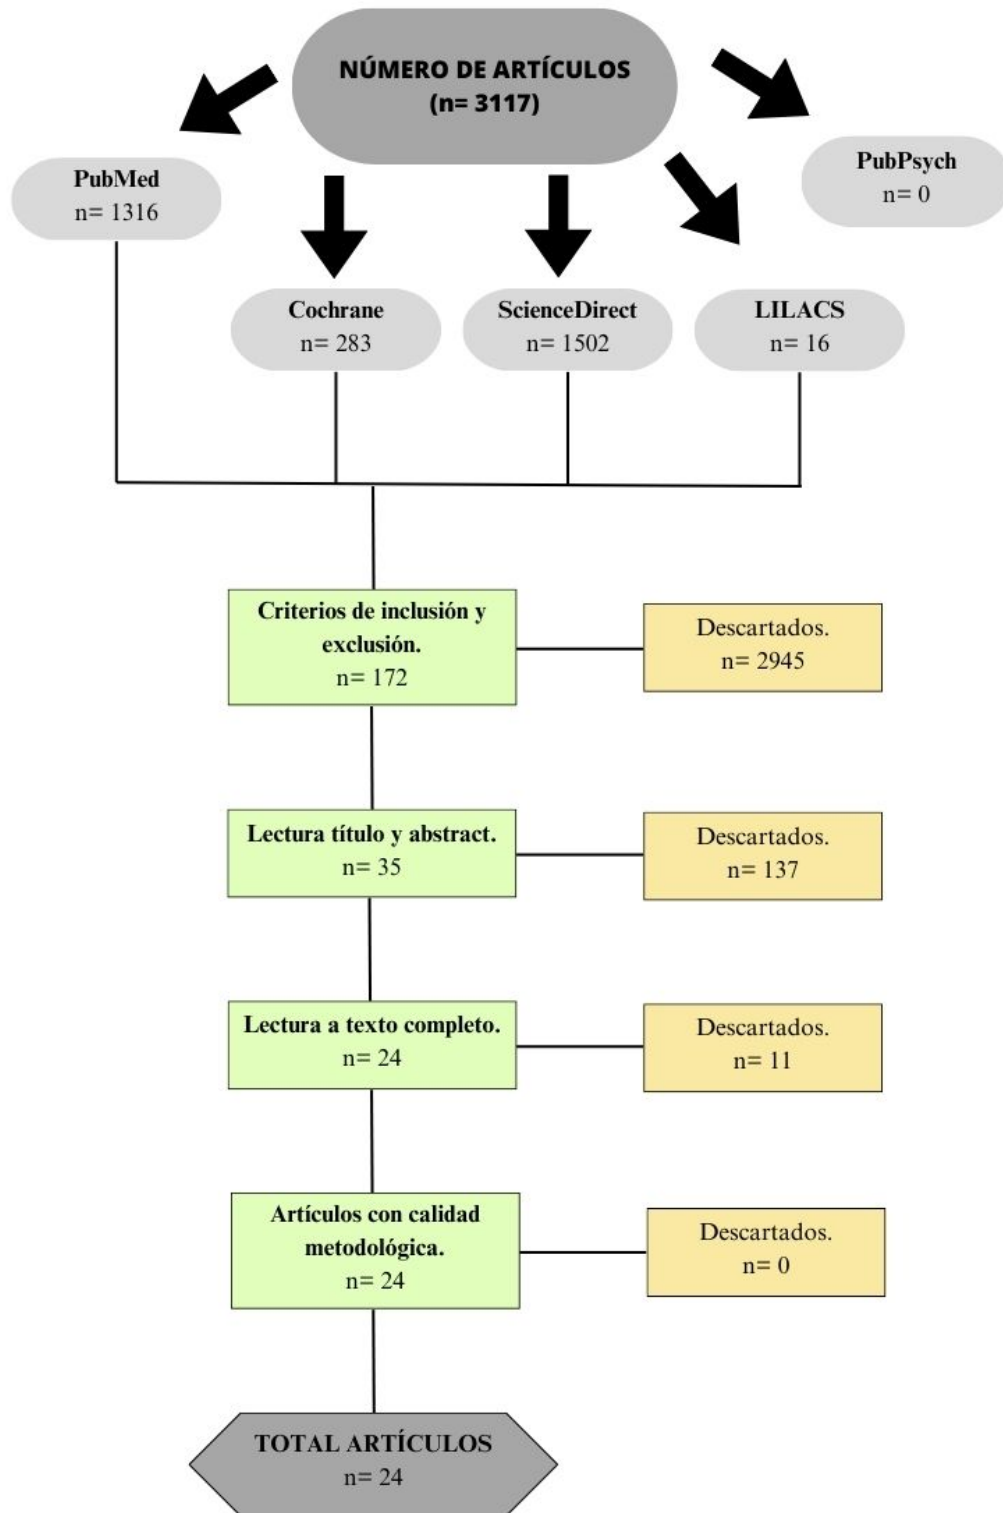 NÚMERO DE ARTÍCULOS
(n= 3117)
PubMed
n= 1316
PubPsych
n= 0
Cochrane
n= 283
ScienceDirect
n= 1502
LILACS
n= 16
Criterios de inclusión y
exclusión.
n= 172
Descartados.
n= 2945
Lectura título y abstract.
n= 35
Descartados.
n= 137
Lectura a texto completo.
n= 24
Descartados.
n= 11
Artículos con calidad
metodológica.
n= 24
Descartados.
n= 0
TOTAL ARTÍCULOS
n= 24